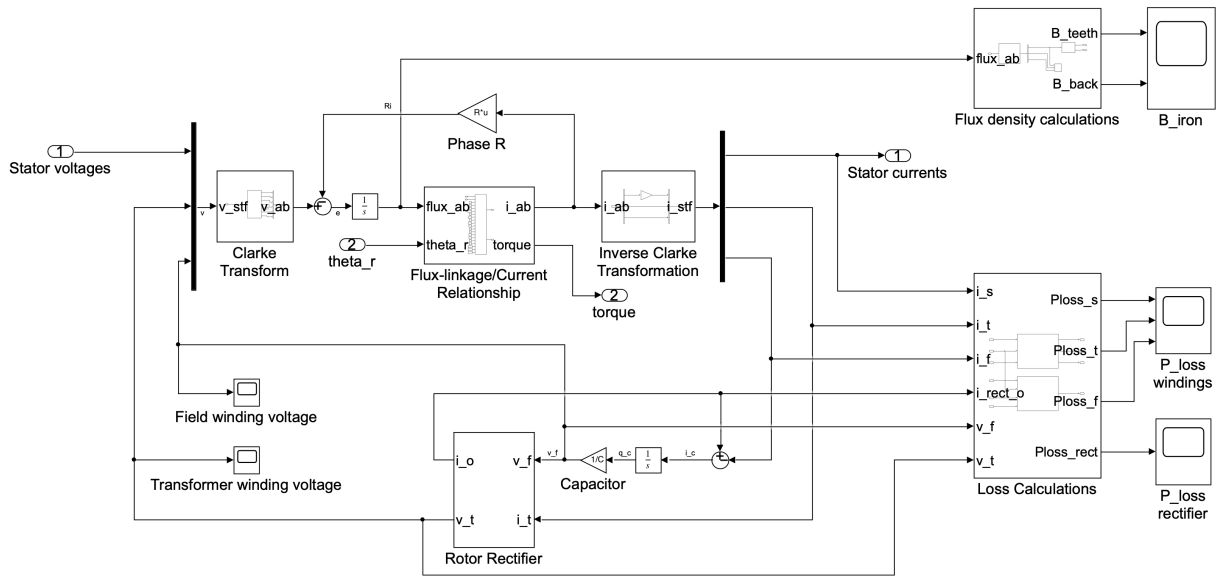 B_teeth
flux_ab
B_back
Flux density calculations
B_iron
Ri
R*u
Phase R
1
Stator voltages
v
v_stf
v_ab
Clarke
Transform
e
1
s
flux_ab
i_ab
theta_r
torque
Flux-linkage/Current
Relationship
2
theta_r
2
torque
i_ab
i_stf
Inverse Clarke
Transformation
1
Stator currents
i_s
i_t
i_f
i_rect_o
v_f
v_t
Ploss_s
Ploss_t
Ploss_f
Ploss_rect
Loss Calculations
P_loss
windings
P_loss
rectifier
Field winding voltage
Transformer winding voltage
i_o
v_f
v_t
i_t
Rotor Rectifier
v_f
1/C
Capacitor
q_c
1
s
i_c